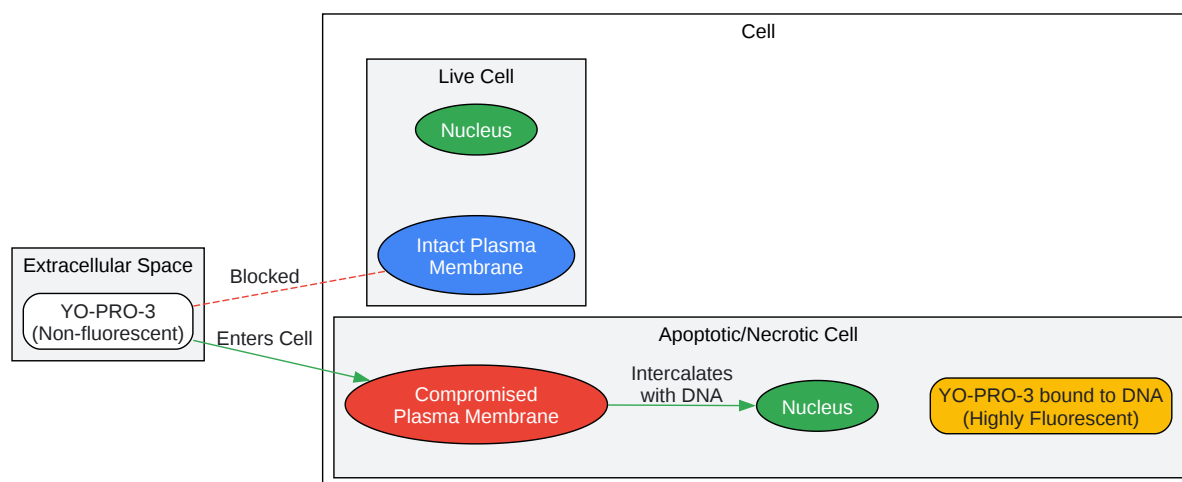 Cell
Live Cell
Nucleus
Intact Plasma
Membrane
Extracellular Space
YO-PRO-3
(Non-fluorescent)
Blocked
Enters Cell
Apoptotic/Necrotic Cell
Compromised
Plasma Membrane
Intercalates
with DNA
Nucleus
YO-PRO-3 bound to DNA
(Highly Fluorescent)